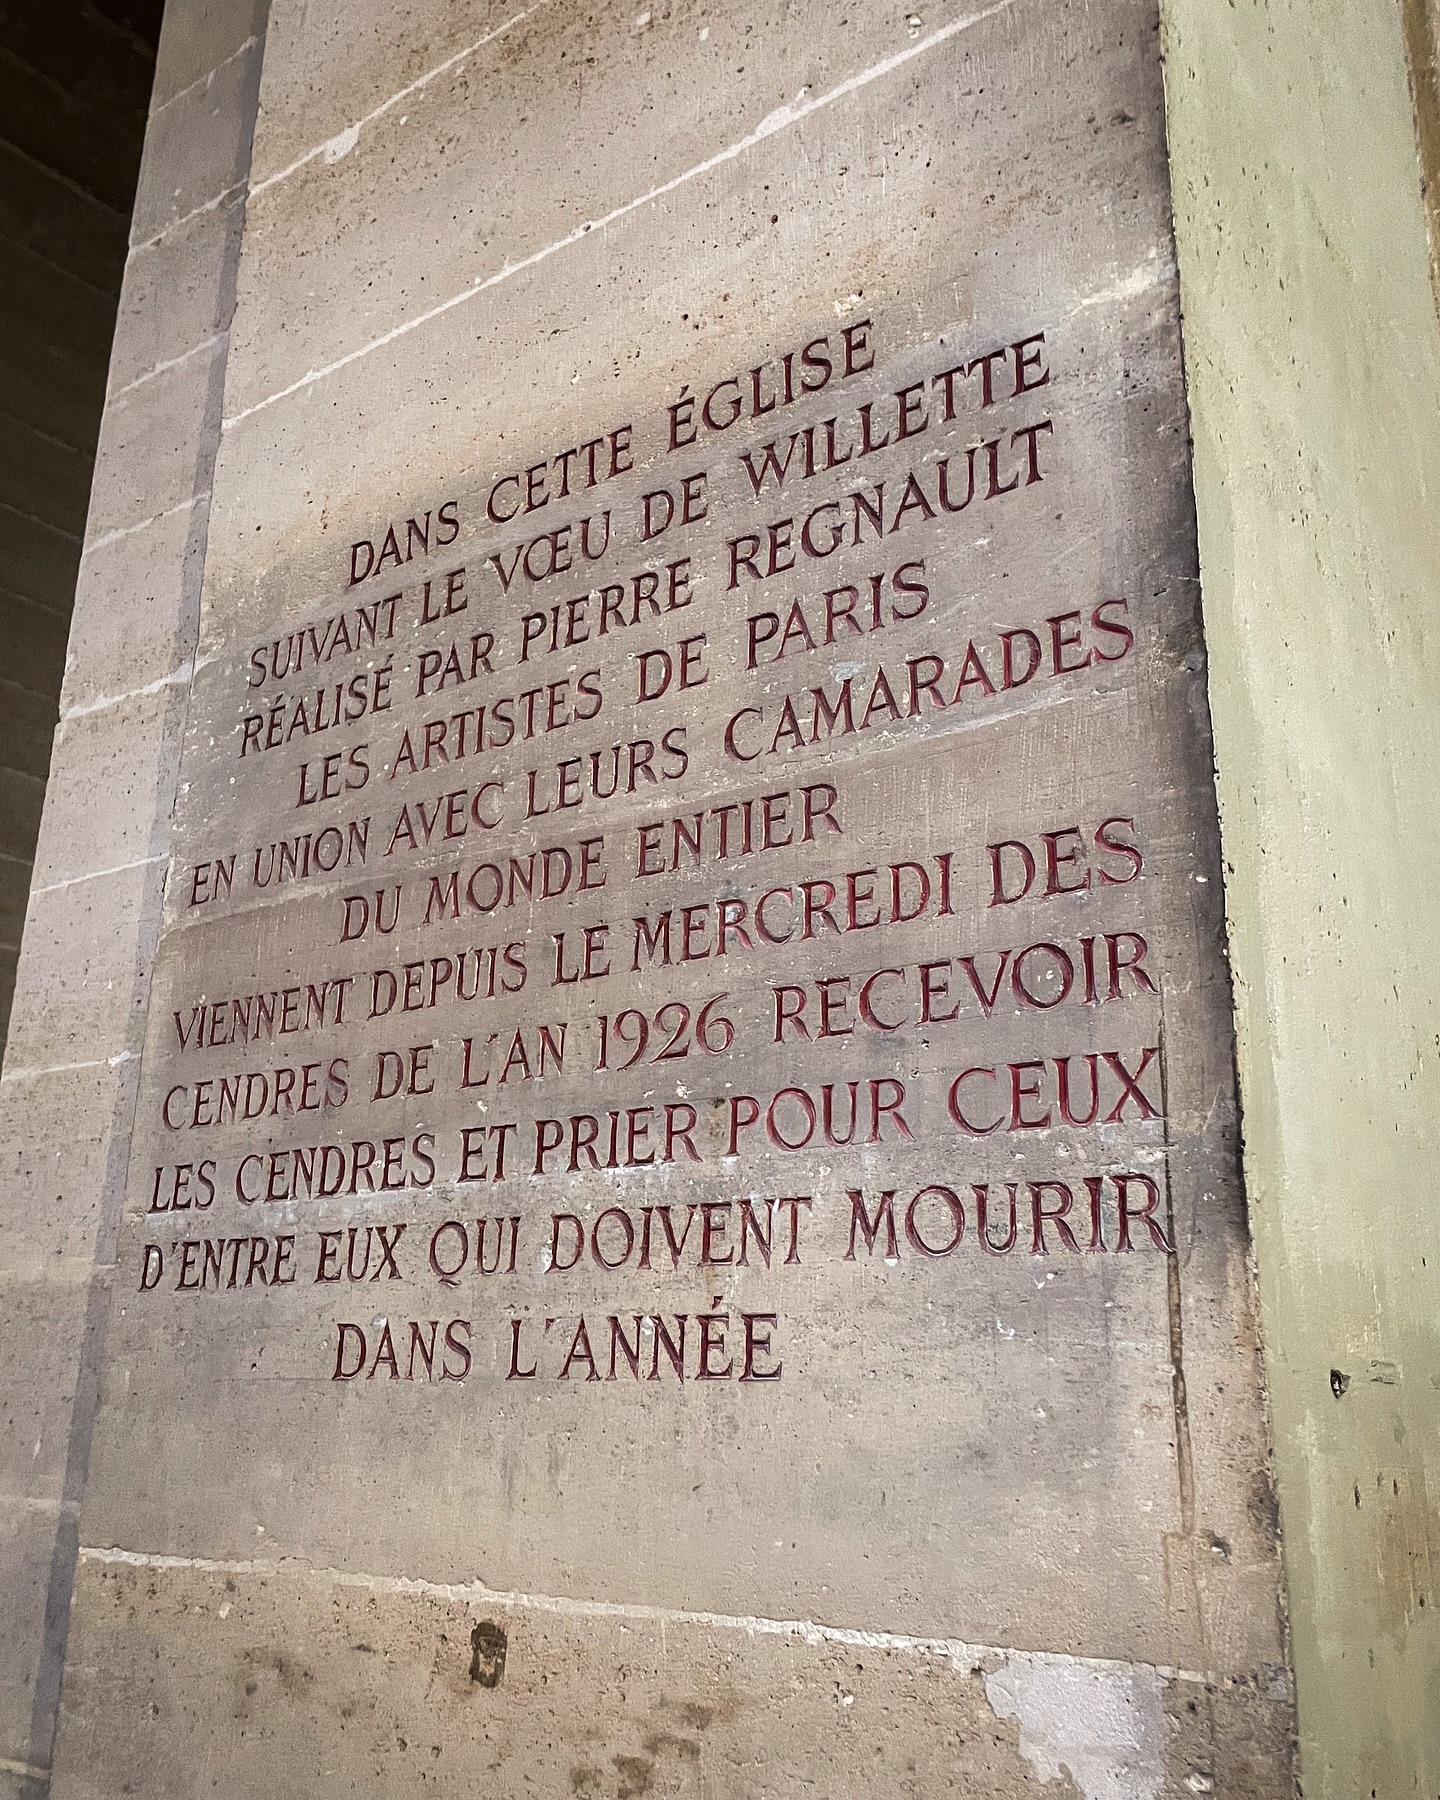 DANS CETTE ÉGLISE
SUIVANT LE VŒU DE WILLETTE
RÉALISÉ PAR PIERRE REGNAULT
LES ARTISTES DE PARIS
EN UNION AVEC LEURS CAMARADES
DU MONDE ENTIER
VIENNENT DEPUIS LE MERCREDI DES
CENDRES DE L'AN 1926 RECEVOIR
LES CENDRES ET PRIER POUR CEUX
D'ENTRE EUX QUI DOIVENT MOURIR
DANS L'ANNÉE